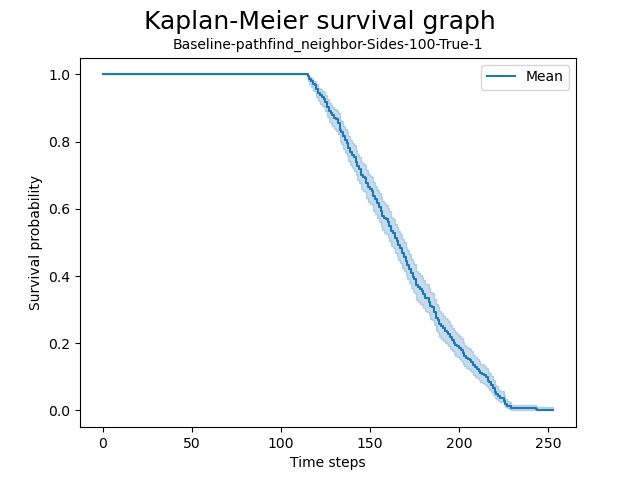 Kaplan-Meier survival graph
Baseline-pathfind_neighbor-Sides-100-True-1
Mean
1.0
0.8
0.6
0.4
0.2
0.0
Survival probability
0 50 100 150 200 250
Time steps